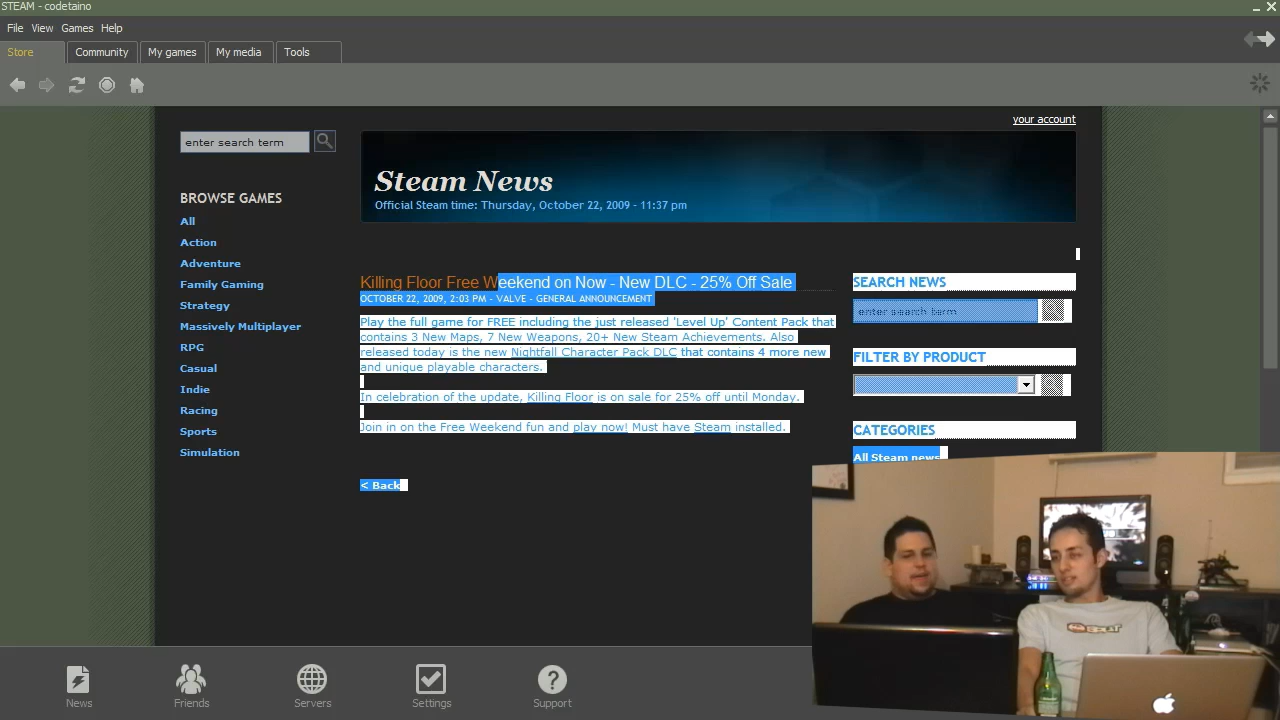 STEAM - codetaino
File View Games Help
Store Community My games My media Tools
your account
enter search term
Steam News
Official Steam time: Thursday, October 22, 2009 - 11:37 pm
BROWSE GAMES
All
Action
Adventure
Family Gaming
Strategy
Massively Multiplayer
RPG
Casual
Indie
Racing
Sports
Simulation
Killing Floor Free Weekend on Now - New DLC - 25% Off Sale
OCTOBER 22, 2009, 2:03 PM - VALVE - GENERAL ANNOUNCEMENT
Play the full game for FREE including the just released 'Level Up' Content Pack that
contains 3 New Maps, 7 New Weapons, 20+ New Steam Achievements. Also
released today is the new Nightfall Character Pack DLC that contains 4 more new
and unique playable characters.
In celebration of the update, Killing Floor is on sale for 25% off until Monday.
Join in on the Free Weekend fun and play now! Must have Steam installed.
< Back
SEARCH NEWS
enter search term
FILTER BY PRODUCT
CATEGORIES
All Steam news
News Friends Servers Settings Support